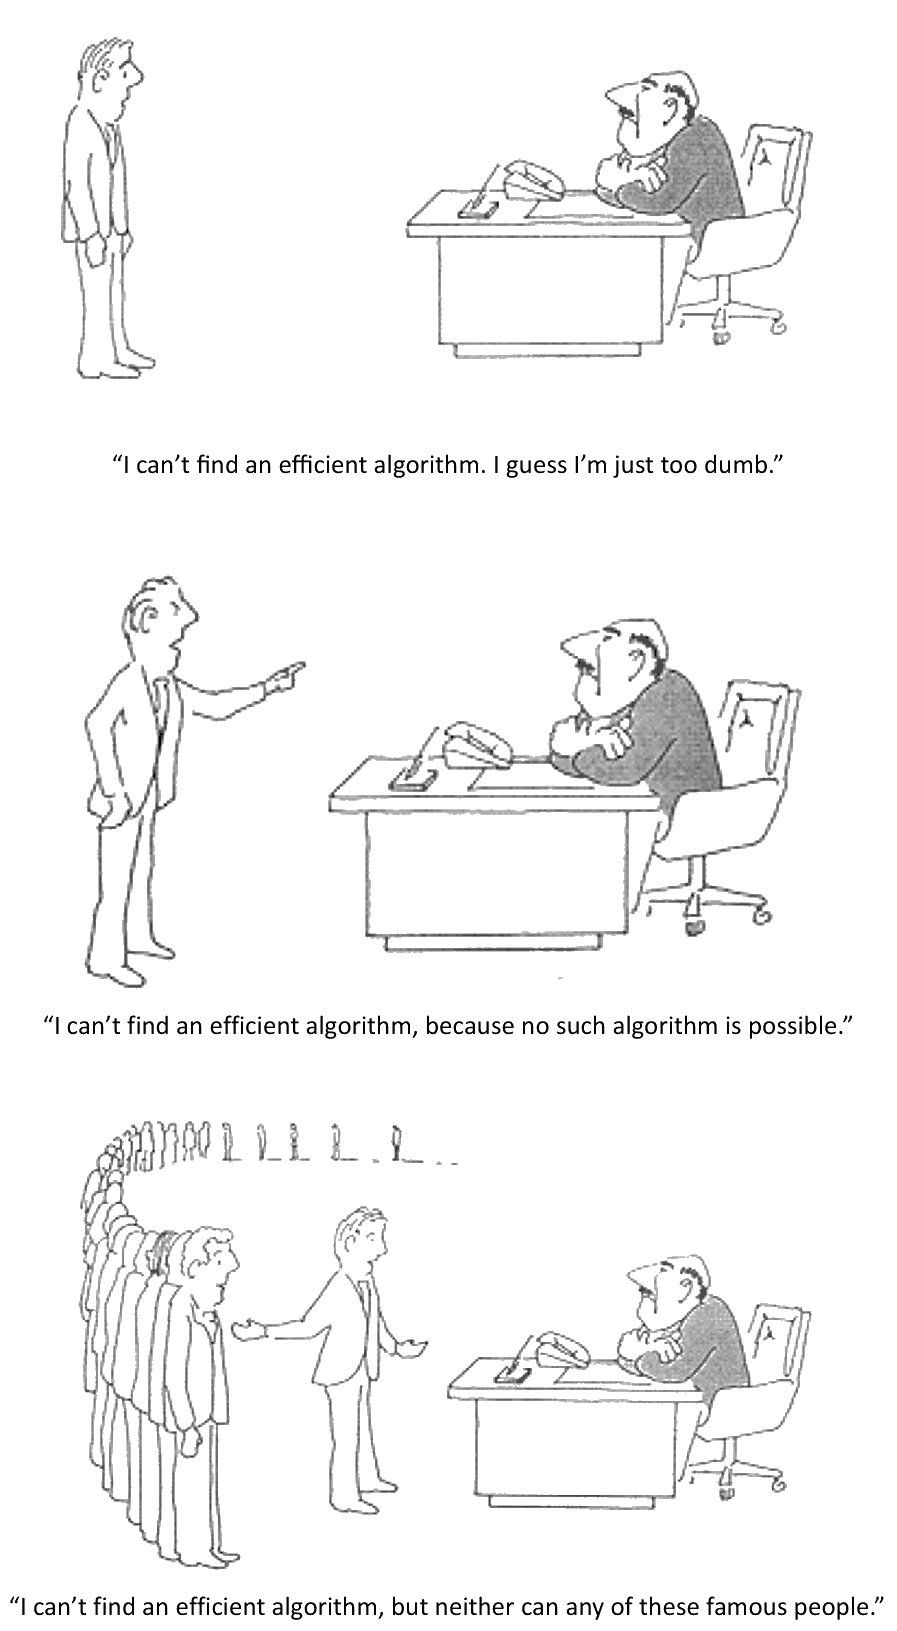 “I can’t find an efficient algorithm. I guess I’m just too dumb.”
“I can’t find an efficient algorithm, because no such algorithm is possible.”
“I can’t find an efficient algorithm, but neither can any of these famous people.”